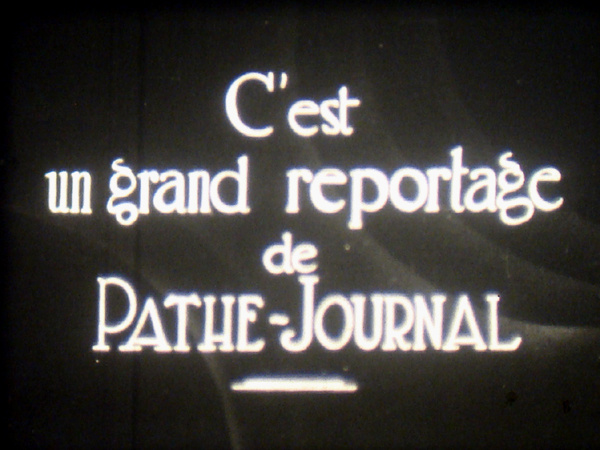 C'est
un grand reportage
de
PATHE-JOURNAL